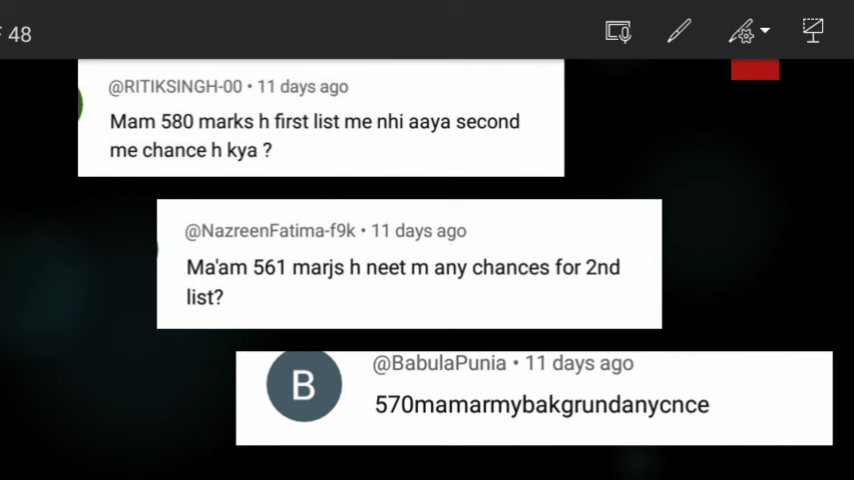 48
@RITIKSINGH-00 • 11 days ago
Mam 580 marks h first list me nhi aaya second
me chance h kya ?
@NazreenFatima-f9k • 11 days ago
Ma'am 561 marjs h neet m any chances for 2nd
list?
B
@BabulaPunia • 11 days ago
570mamarmybakgrundanycnce